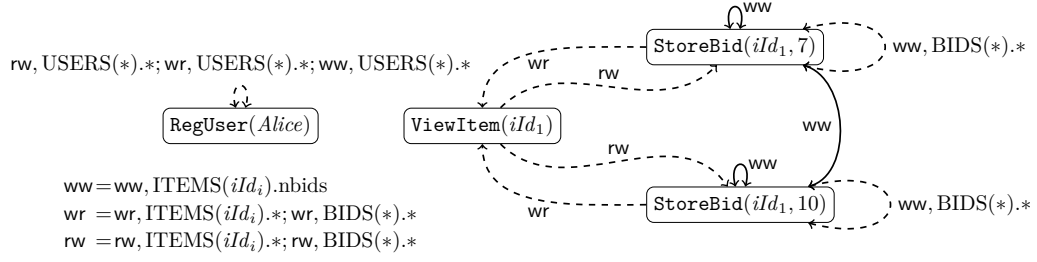 ww
StoreBid(iId₁, 7)
ww, BIDS(∗).∗
rw, USERS(∗).∗; wr, USERS(∗).∗; ww, USERS(∗).∗
wr
rw
RegUser(Alice)
ViewItem(iId₁)
ww
rw
ww
wr
StoreBid(iId₁, 10)
ww, BIDS(∗).∗
ww = ww, ITEMS(iIdᵢ).nbids
wr = wr, ITEMS(iIdᵢ).∗; wr, BIDS(∗).∗
rw = rw, ITEMS(iIdᵢ).∗; rw, BIDS(∗).∗